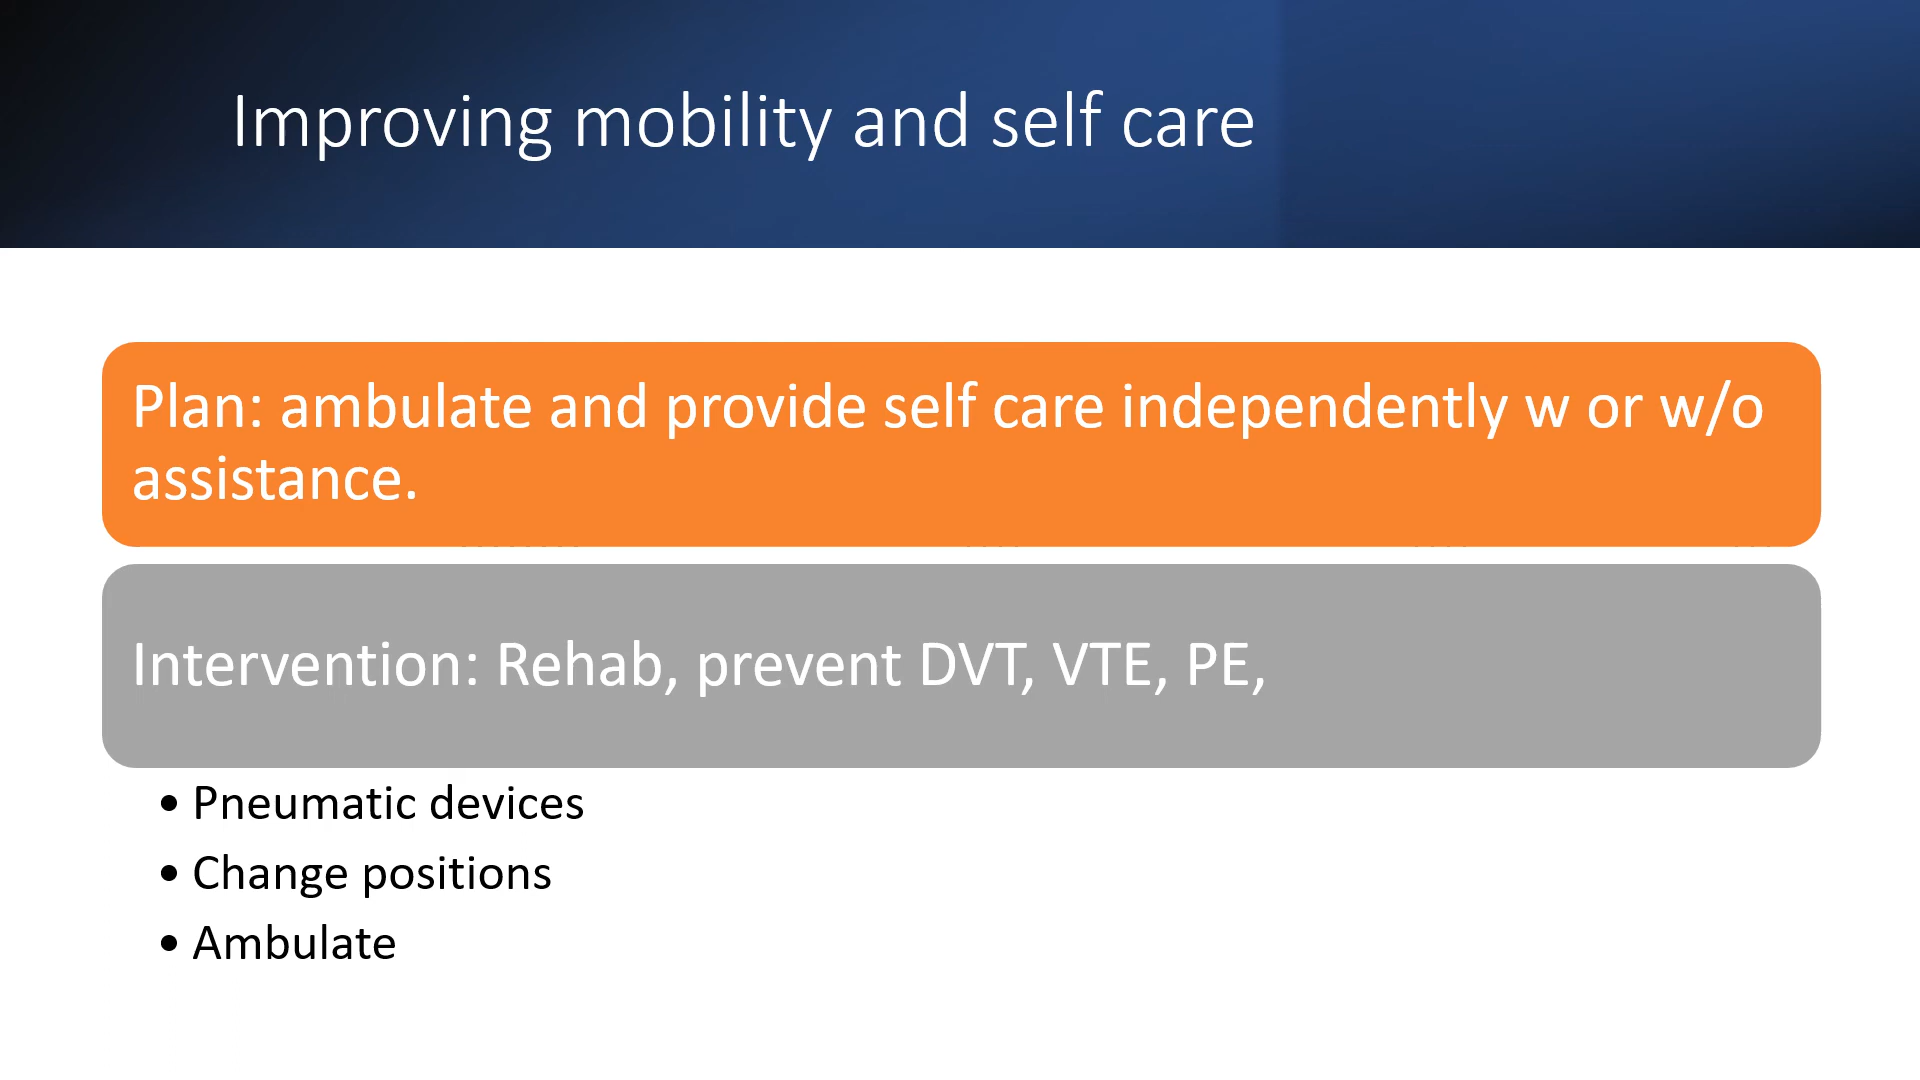 Improving mobility and self care
Plan: ambulate and provide self care independently w or w/o
assistance.
Intervention: Rehab, prevent DVT, VTE, PE,
• Pneumatic devices
• Change positions
• Ambulate